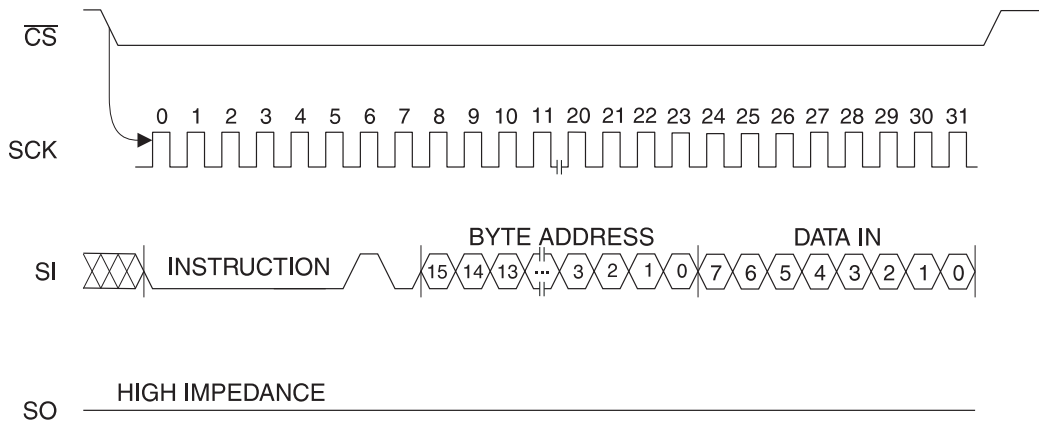 CS
0 1 2 3 4 5 6 7 8 9 10 11 20 21 22 23 24 25 26 27 28 29 30 31
SCK
BYTE ADDRESS DATA IN
SI INSTRUCTION 15 14 13 ... 3 2 1 0 7 6 5 4 3 2 1 0
HIGH IMPEDANCE
SO